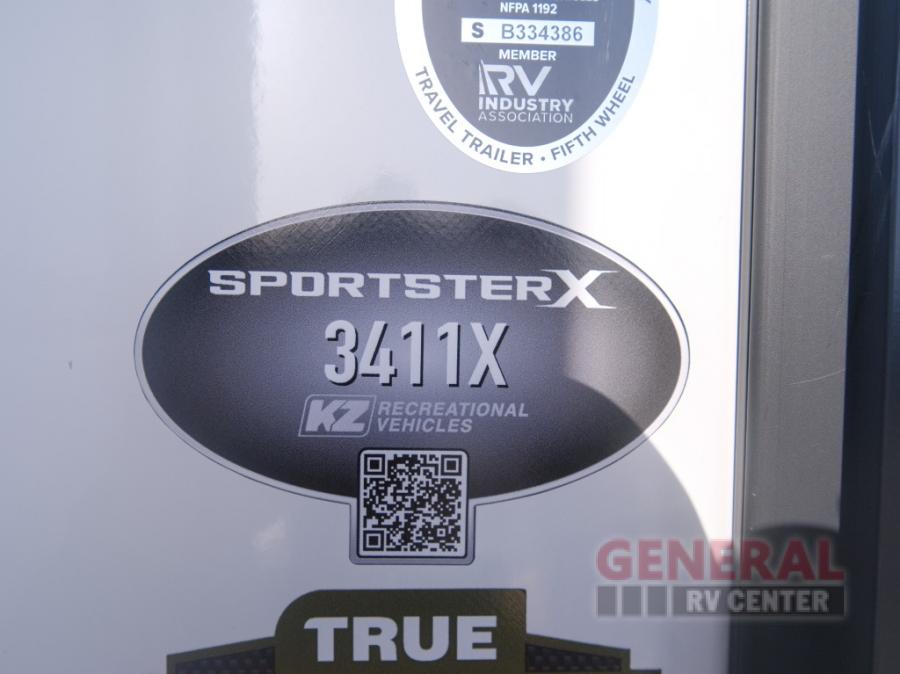 NFPA 1192
S B334386
MEMBER
RV
INDUSTRY
ASSOCIATION
TRAVEL TRAILER • FIFTH WHEEL
SPORTSTERX
3411X
KZ RECREATIONAL
VEHICLES
GENERAL
RV CENTER
TRUE